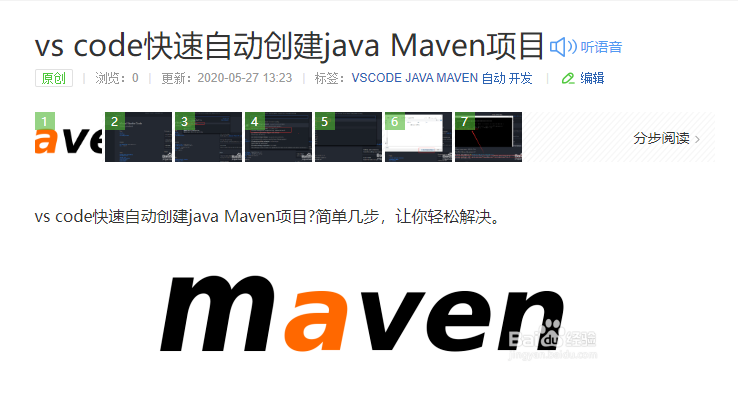 vs code快速自动创建java Maven项目 听语音
原创 | 浏览：0 | 更新：2020-05-27 13:23 | 标签：VSCODE JAVA MAVEN 自动 开发 | 编辑
1 2 3 4 5 6 7 分步阅读 >
ave
vs code快速自动创建java Maven项目?简单几步，让你轻松解决。
maven
Baidu 经验
jingyan.baidu.com